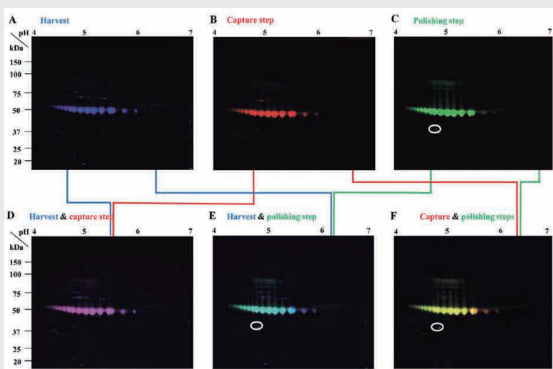 A Harvest
B Capture step
C Polishing step
4 5 6 7
4 5 6 7
4 5 6 7
pH
kDa
150
100
75
50
37
25
20
D Harvest & capture step
E Harvest & polishing step
F Capture & polishing steps
pH
4 5 6 7
4 5 6 7
4 5 6 7
kDa
150
100
75
50
37
25
20